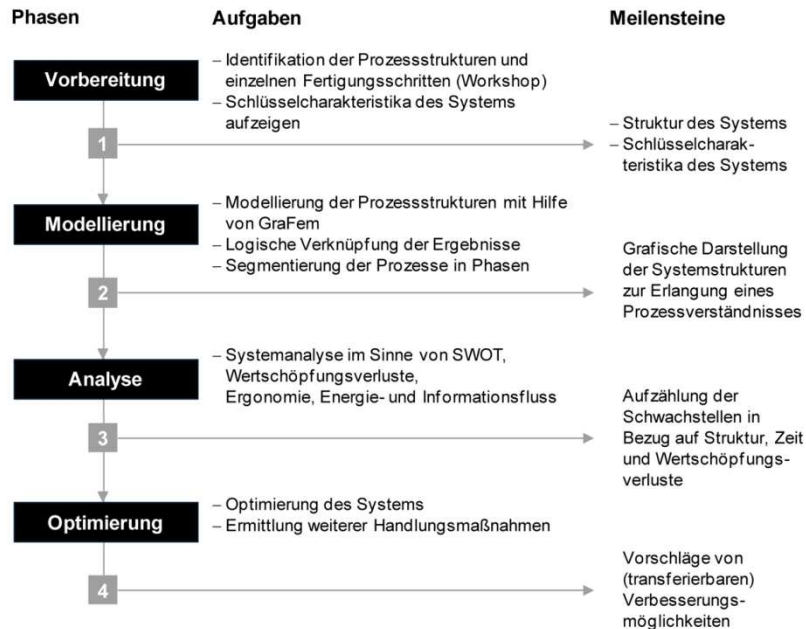 Phasen
Aufgaben
Meilensteine
Vorbereitung
– Identifikation der Prozessstrukturen und
einzelnen Fertigungsschritten (Workshop)
– Schlüsselcharakteristika des Systems
aufzeigen
1
– Struktur des Systems
– Schlüsselcharak-
teristika des Systems
Modellierung
– Modellierung der Prozessstrukturen mit Hilfe
von GraFem
– Logische Verknüpfung der Ergebnisse
– Segmentierung der Prozesse in Phasen
2
Grafische Darstellung
der Systemstrukturen
zur Erlangung eines
Prozessverständnisses
Analyse
– Systemanalyse im Sinne von SWOT,
Wertschöpfungsverluste,
Ergonomie, Energie- und Informationsfluss
3
Aufzählung der
Schwachstellen in
Bezug auf Struktur, Zeit
und Wertschöpfungs-
verluste
Optimierung
– Optimierung des Systems
– Ermittlung weiterer Handlungsmaßnahmen
4
Vorschläge von
(transferierbaren)
Verbesserungs-
möglichkeiten